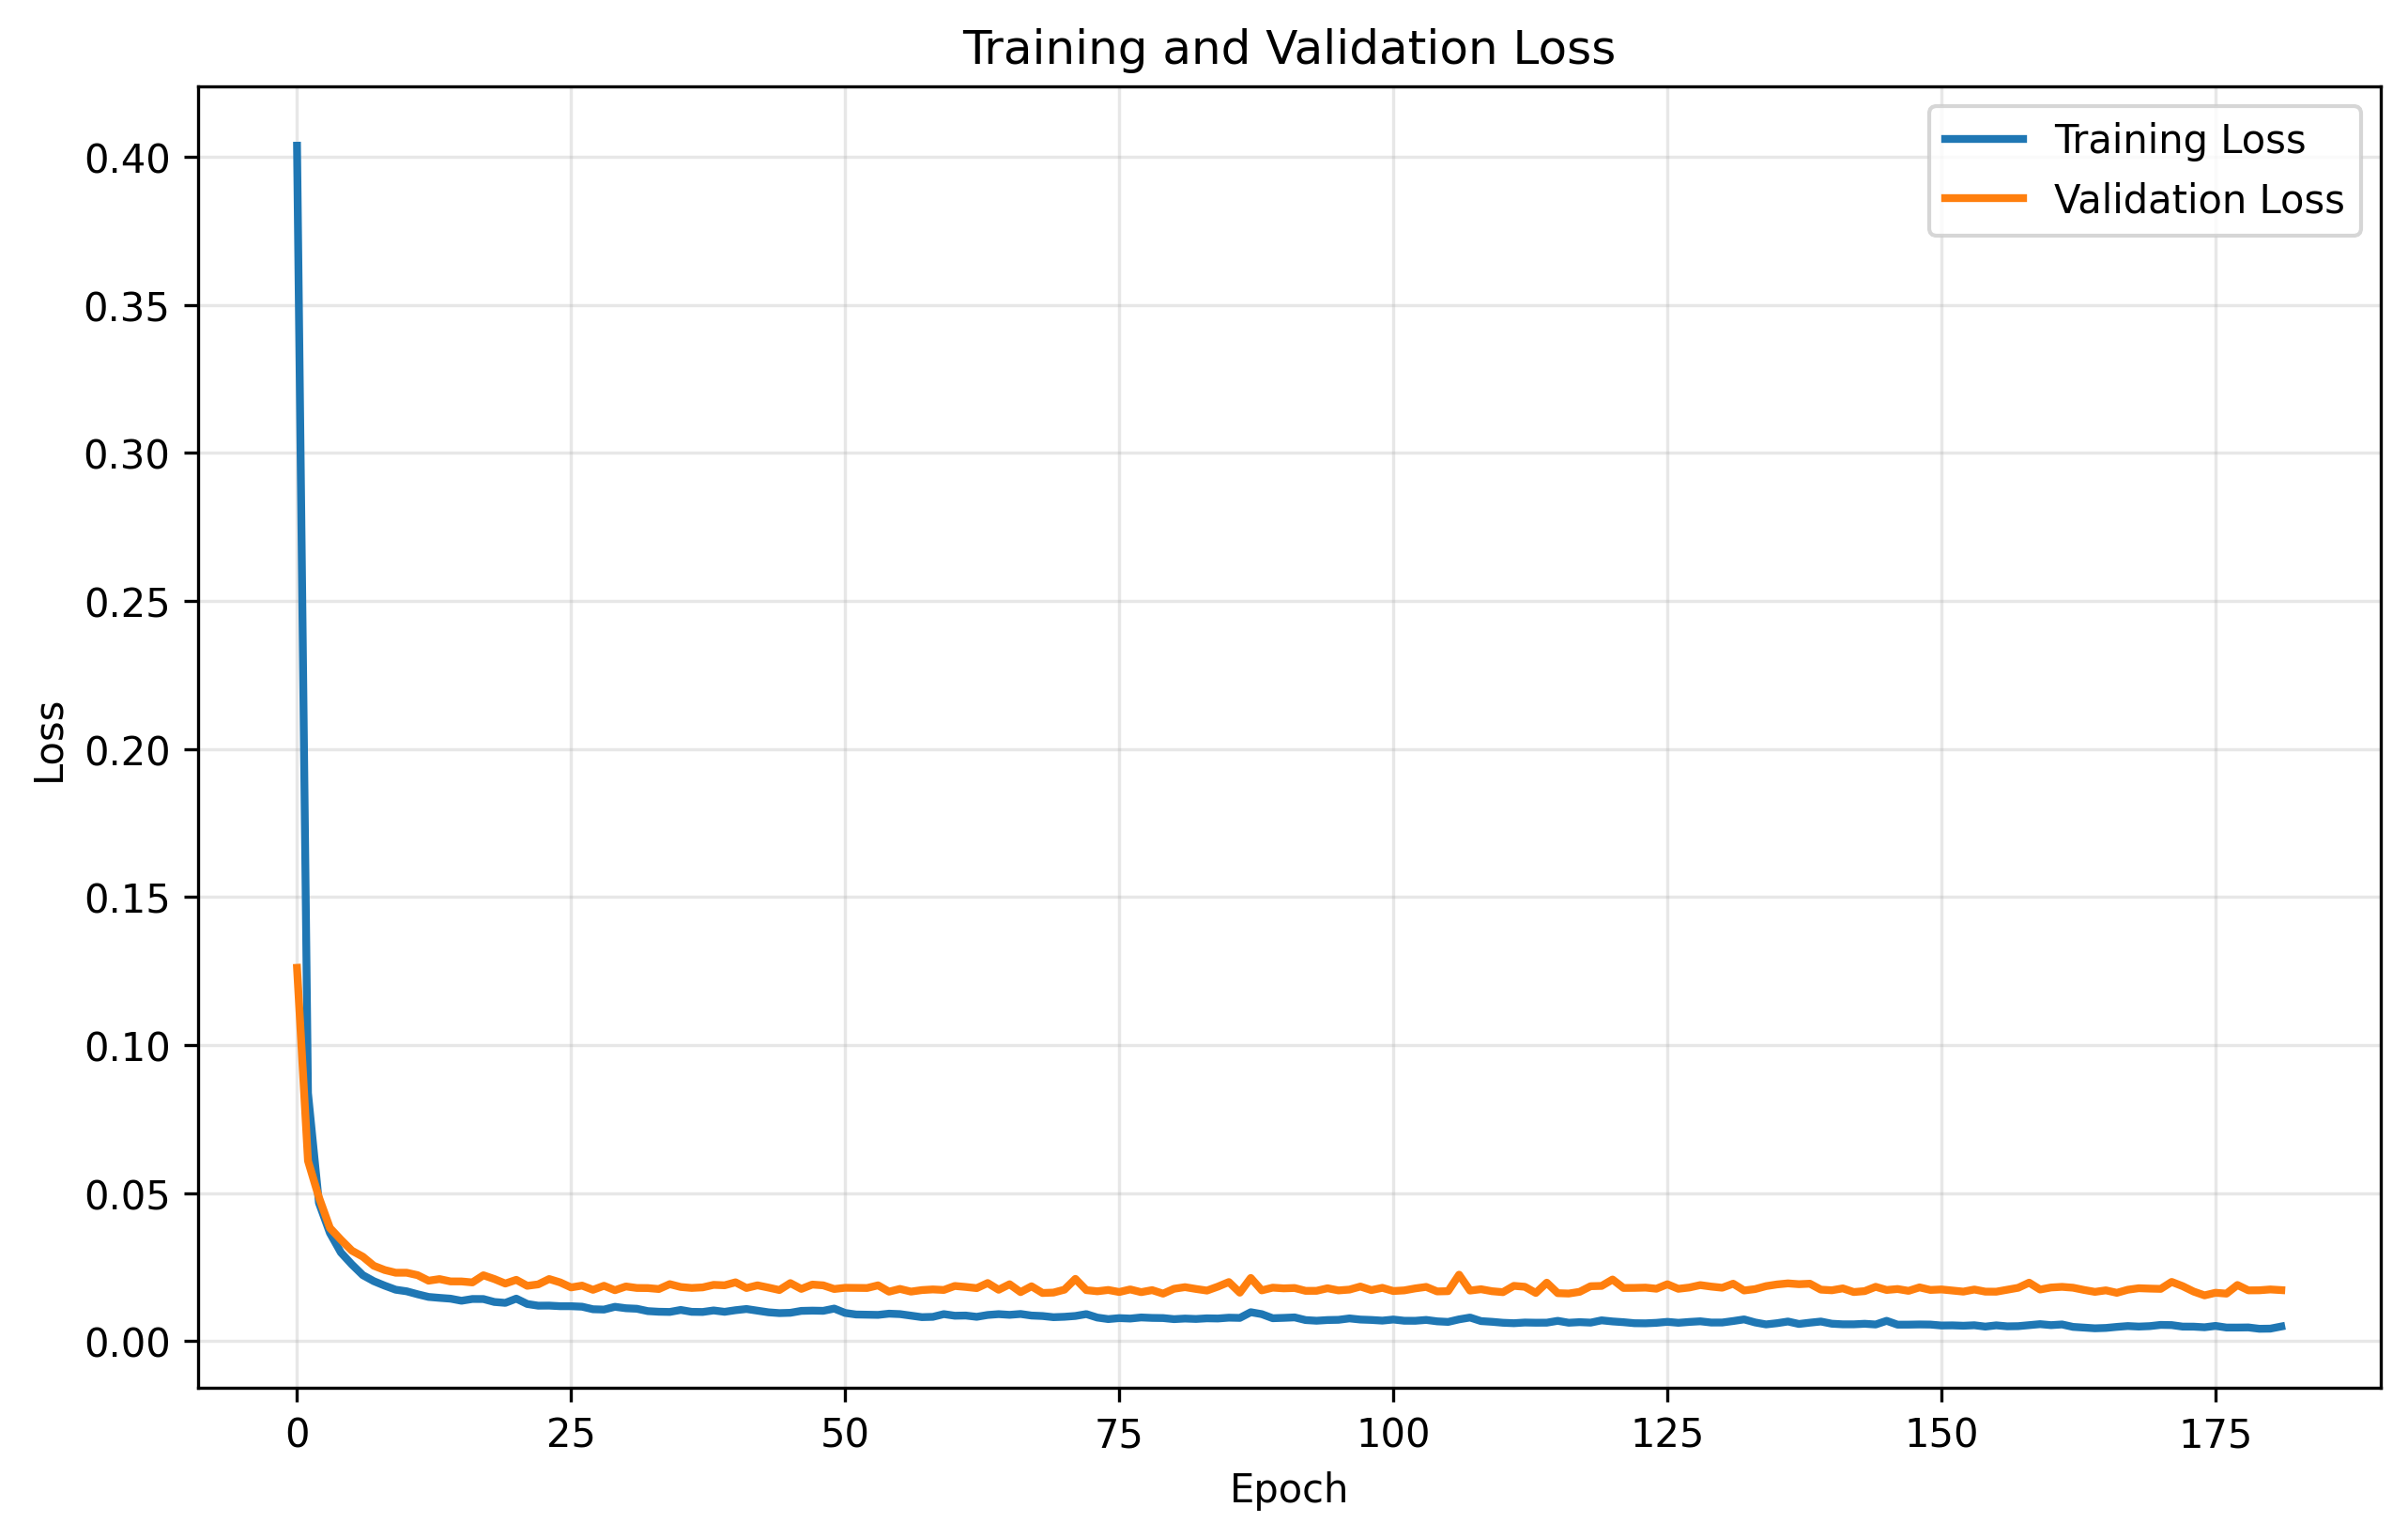 Training and Validation Loss
Training Loss
Validation Loss
0.40
0.35
0.30
0.25
0.20
0.15
0.10
0.05
0.00
Loss
0 25 50 75 100 125 150 175
Epoch